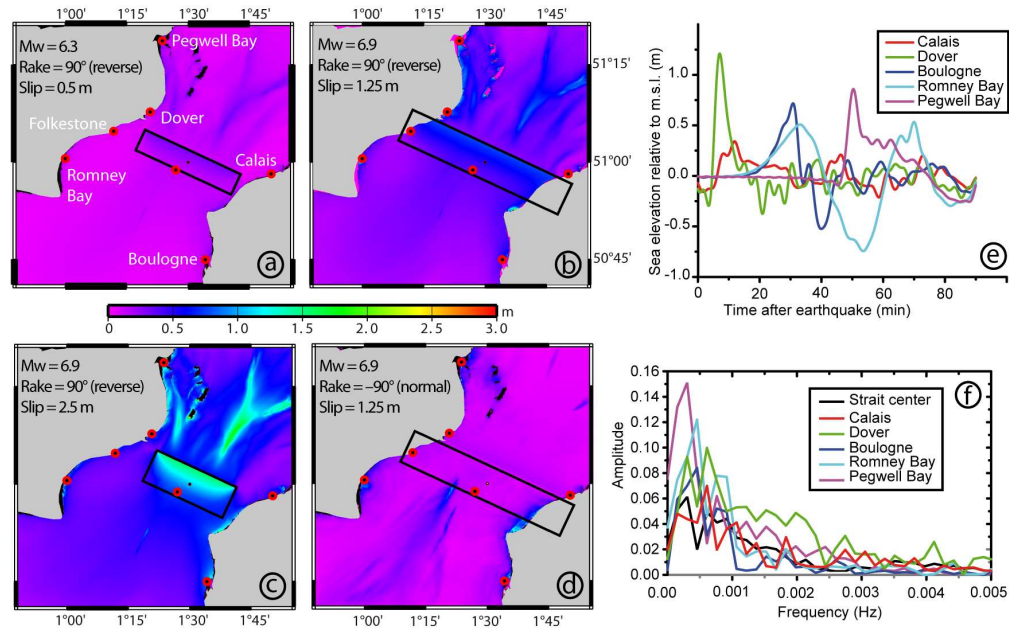 1°00' 1°15' 1°30' 1°45' 1°00' 1°15' 1°30' 1°45'
Mw = 6.3
Rake = 90° (reverse)
Slip = 0.5 m
Pegwell Bay
Folkestone
Dover
Calais
Romney
Bay
Boulogne
a
Mw = 6.9
Rake = 90° (reverse)
Slip = 1.25 m
b
51°15'
51°00'
50°45'
0 0.5 1.0 1.5 2.0 2.5 3.0 m
Mw = 6.9
Rake = 90° (reverse)
Slip = 2.5 m
c
Mw = 6.9
Rake = –90° (normal)
Slip = 1.25 m
d
1°00' 1°15' 1°30' 1°45' 1°00' 1°15' 1°30' 1°45'
Sea elevation relative to m.s.l. (m)
1.0
0.5
0.0
-0.5
-1.0
Calais
Dover
Boulogne
Romney Bay
Pegwell Bay
e
0 20 40 60 80
Time after earthquake (min)
Amplitude
0.16
0.14
0.12
0.10
0.08
0.06
0.04
0.02
0.00
Strait center
Calais
Dover
Boulogne
Romney Bay
Pegwell Bay
f
0.00 0.001 0.002 0.003 0.004 0.005
Frequency (Hz)